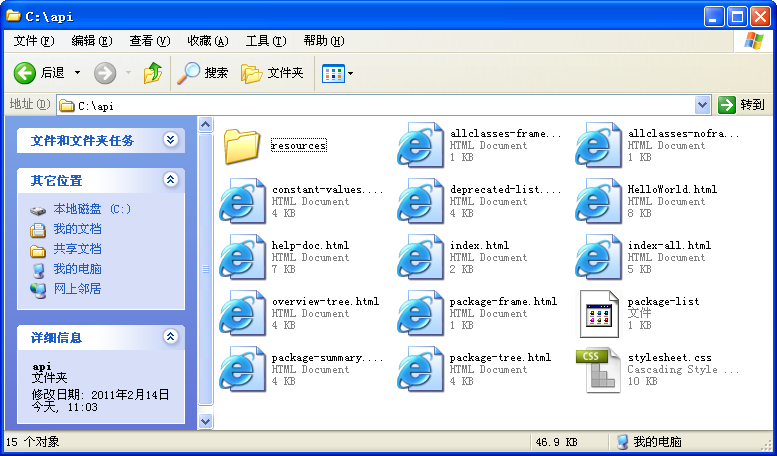 C:\api
文件(F) 编辑(E) 查看(V) 收藏(A) 工具(T) 帮助(H)
后退 搜索 文件夹
地址(D) C:\api 转到
文件和文件夹任务
其它位置
本地磁盘 (C:)
我的文档
共享文档
我的电脑
网上邻居
详细信息
api
文件夹
修改日期: 2011年2月14日
今天, 11:03
resources
allclasses-frame...
HTML Document
1 KB
allclasses-nofra...
HTML Document
1 KB
constant-values....
HTML Document
4 KB
deprecated-list....
HTML Document
4 KB
HelloWorld.html
HTML Document
8 KB
help-doc.html
HTML Document
7 KB
index.html
HTML Document
2 KB
index-all.html
HTML Document
5 KB
overview-tree.html
HTML Document
4 KB
package-frame.html
HTML Document
1 KB
package-list
文件
1 KB
package-summary....
HTML Document
4 KB
package-tree.html
HTML Document
4 KB
CSS
stylesheet.css
Cascading Style ...
10 KB
15 个对象 46.9 KB 我的电脑